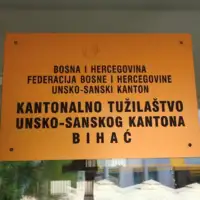 BOSNA I HERCEGOVINA
FEDERACIJA BOSNE I HERCEGOVINE
UNSKO-SANSKI KANTON
KANTONALNO TUŽILAŠTVO
UNSKO-SANSKOG KANTONA
BIHAĆ